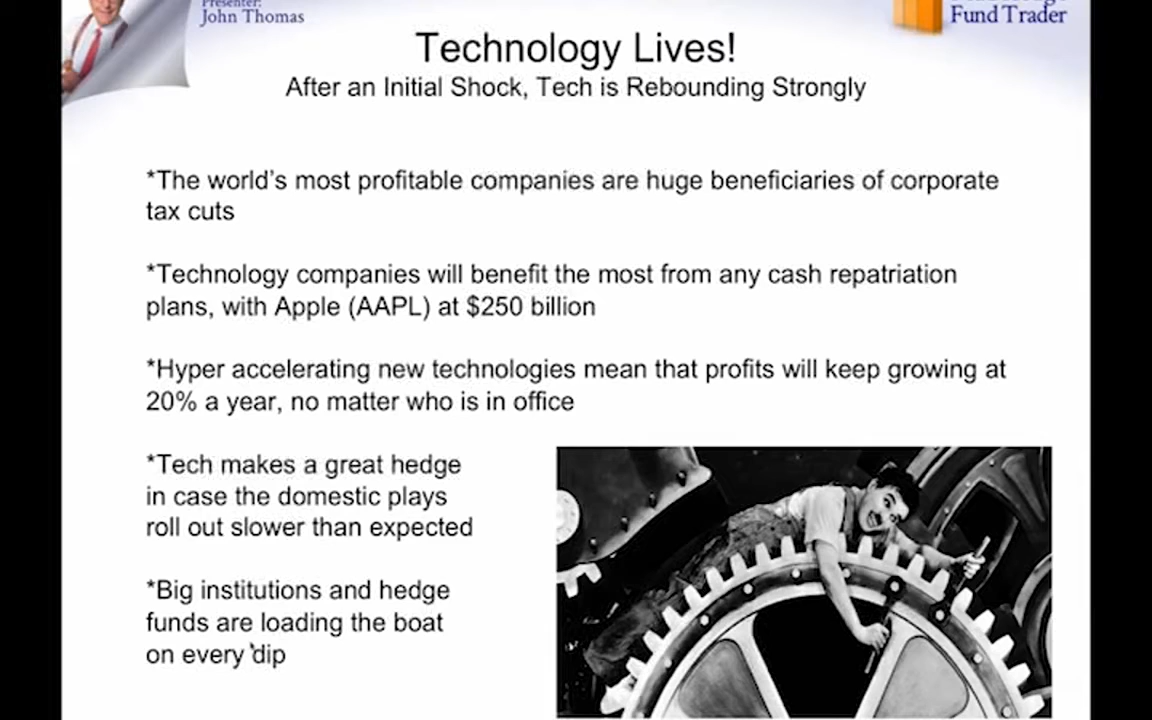 Presenter:
John Thomas
Fund Trader
Technology Lives!
After an Initial Shock, Tech is Rebounding Strongly
*The world's most profitable companies are huge beneficiaries of corporate
tax cuts
*Technology companies will benefit the most from any cash repatriation
plans, with Apple (AAPL) at $250 billion
*Hyper accelerating new technologies mean that profits will keep growing at
20% a year, no matter who is in office
*Tech makes a great hedge
in case the domestic plays
roll out slower than expected
*Big institutions and hedge
funds are loading the boat
on every dip